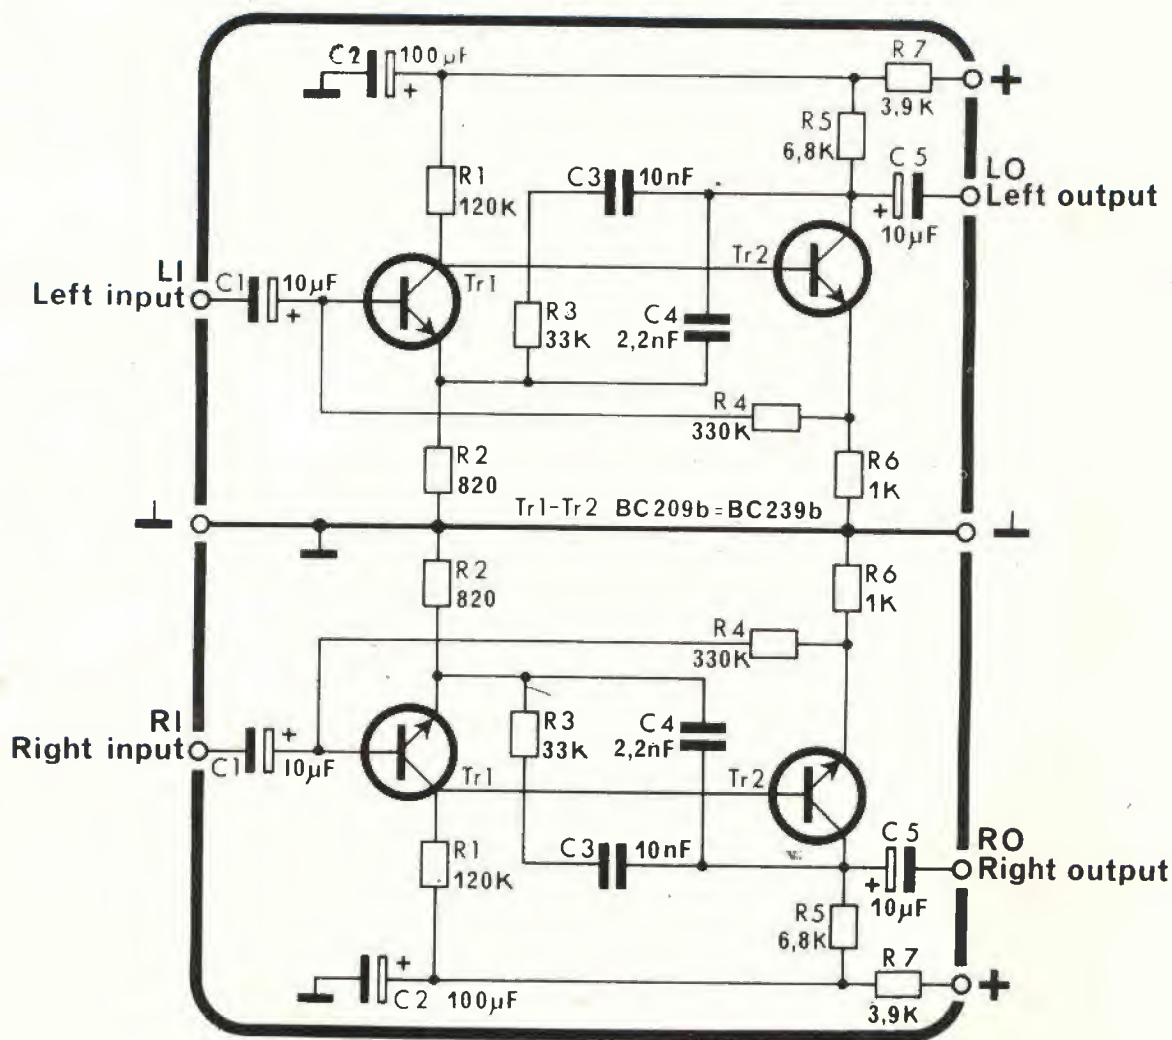 C2 100µF
+
R7
3,9K
+
R5
6,8K
C5
+
10µF
LO
Left output
C3 10nF
R1
120K
LI
Left input
C1 10µF
+
Tr1
Tr2
R3
33K
C4
2,2nF
R4
330K
R2
820
R6
1K
Tr1-Tr2 BC209b=BC239b
R2
820
R6
1K
R4
330K
RI
Right input
C1
+
10µF
R3
33K
C4
2,2nF
Tr1
Tr2
C3 10nF
R1
120K
C5
+
10µF
RO
Right output
R5
6,8K
+
C2 100µF
R7
3,9K
+